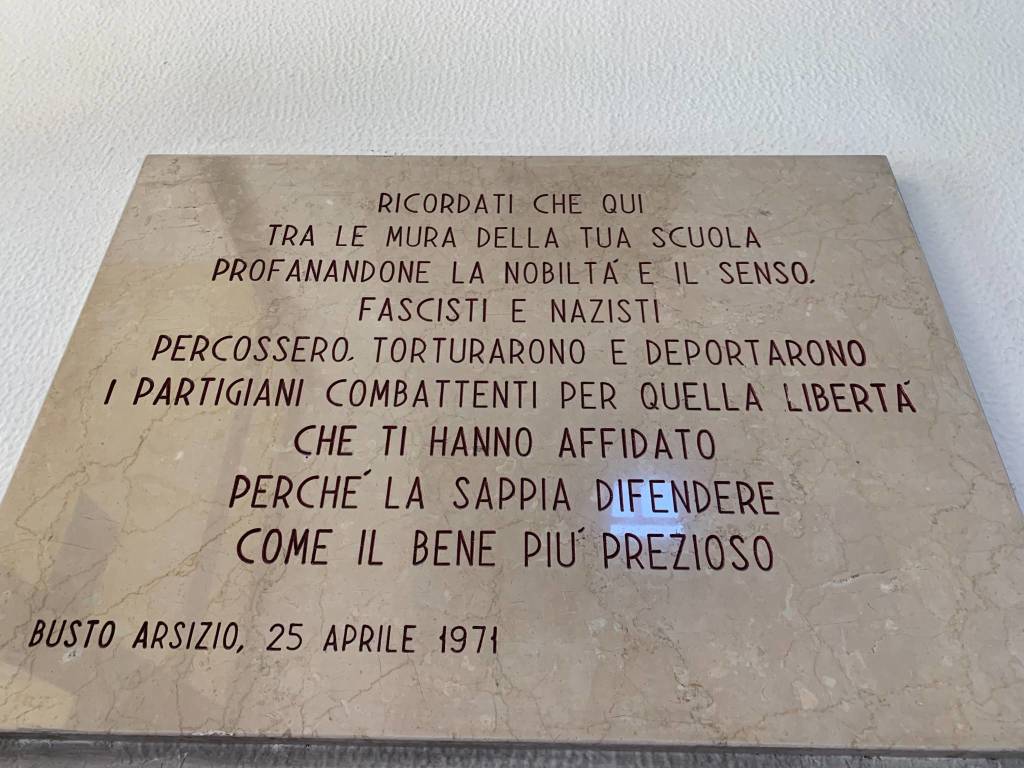 RICORDATI CHE QUI
TRA LE MURA DELLA TUA SCUOLA
PROFANANDONE LA NOBILTÁ E IL SENSO,
FASCISTI E NAZISTI
PERCOSSERO, TORTURARONO E DEPORTARONO
I PARTIGIANI COMBATTENTI PER QUELLA LIBERTÁ
CHE TI HANNO AFFIDATO
PERCHÉ LA SAPPIA DIFENDERE
COME IL BENE PIÚ PREZIOSO
BUSTO ARSIZIO, 25 APRILE 1971